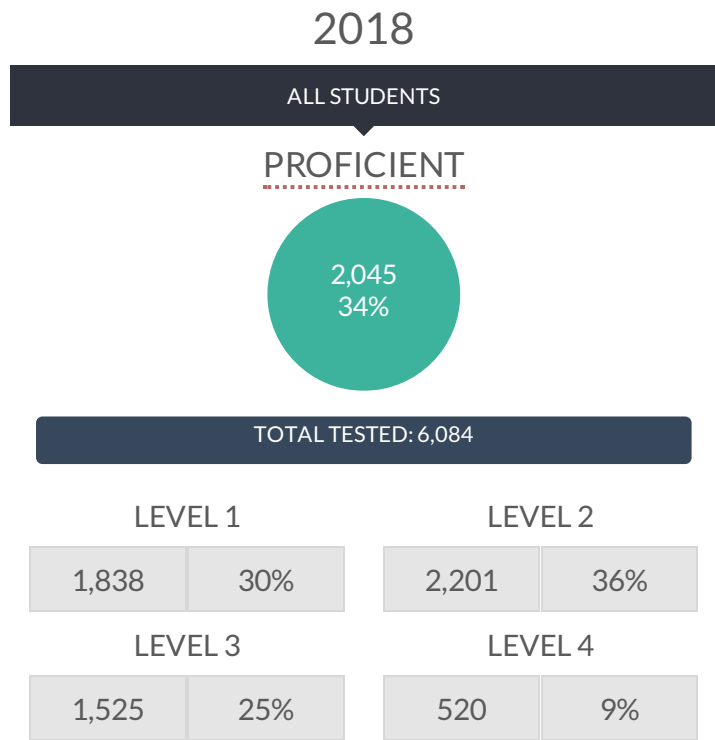 2018
ALL STUDENTS
PROFICIENT
2,045
34%
TOTAL TESTED: 6,084
LEVEL 1 LEVEL 2
1,838 30% 2,201 36%
LEVEL 3 LEVEL 4
1,525 25% 520 9%